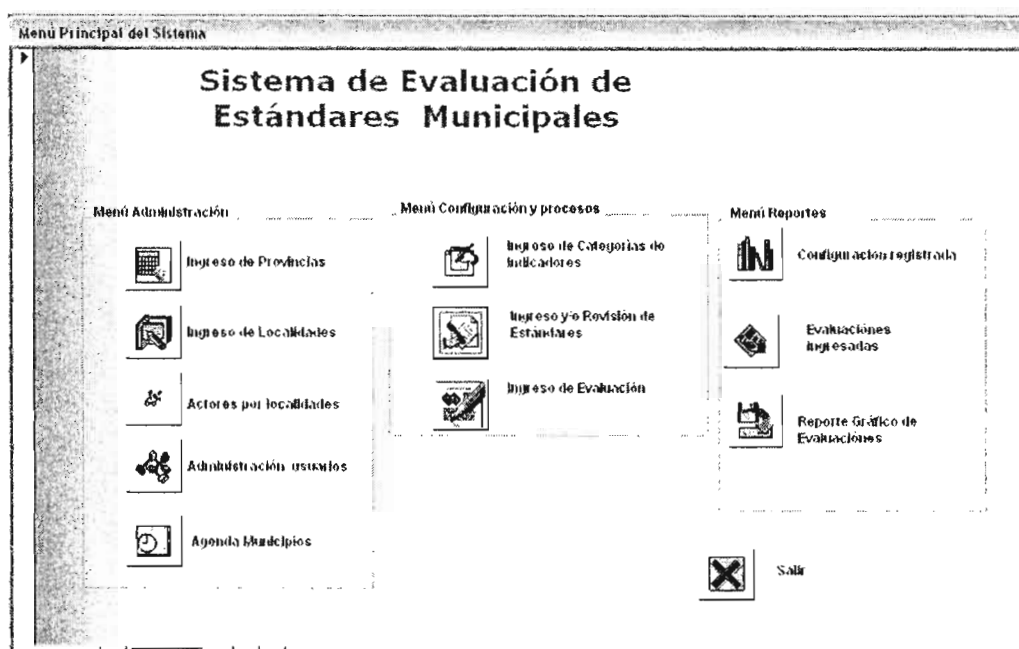 Menú Principal del Sistema
Sistema de Evaluación de
Estándares Municipales
Menú Administración
Ingreso de Provincias
Ingreso de Localidades
Actores por localidades
Administración usuarios
Agenda Municipios
Menú Configuración y procesos
Ingreso de Categorías de
Indicadores
Ingreso y/o Revisión de
Estándares
Ingreso de Evaluación
Menú Reportes
Configuración registrada
Evaluaciónes
ingresadas
Reporte Gráfico de
Evaluaciónes
Salir